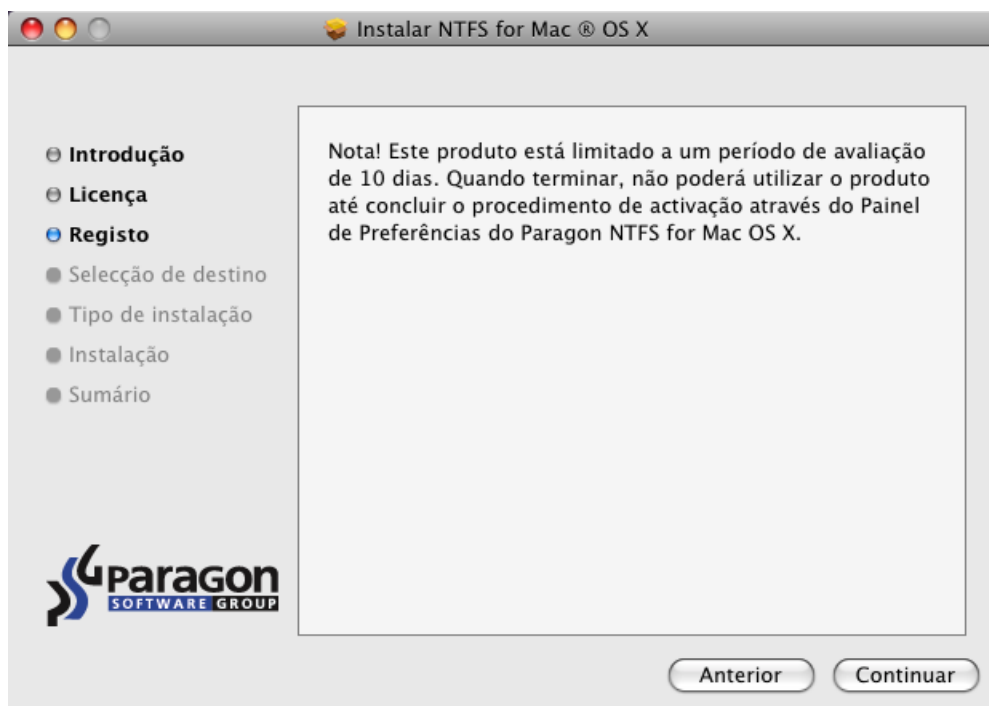 Instalar NTFS for Mac ® OS X
Introdução
Licença
Registo
Selecção de destino
Tipo de instalação
Instalação
Sumário
Nota! Este produto está limitado a um período de avaliação
de 10 dias. Quando terminar, não poderá utilizar o produto
até concluir o procedimento de activação através do Painel
de Preferências do Paragon NTFS for Mac OS X.
Paragon
SOFTWARE GROUP
Anterior
Continuar